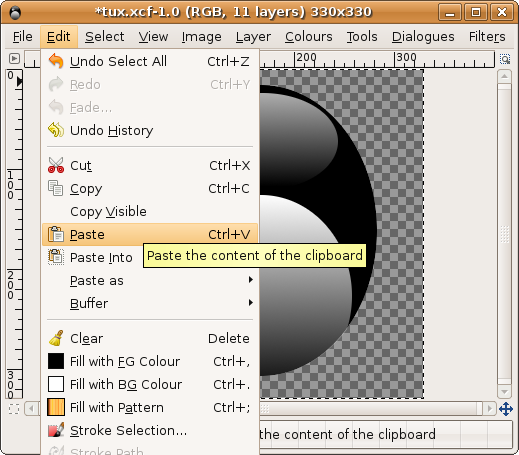 *tux.xcf-1.0 (RGB, 11 layers) 330x330
File Edit Select View Image Layer Colours Tools Dialogues Filters
0 100 200 300
200 300
Undo Select All Ctrl+Z
Redo Ctrl+Y
Fade...
Undo History
Cut Ctrl+X
Copy Ctrl+C
Copy Visible
Paste Ctrl+V
Paste the content of the clipboard
Paste Into
Paste as
Buffer
Clear Delete
Fill with FG Colour Ctrl+,
Fill with BG Colour Ctrl+.
Fill with Pattern Ctrl+;
Stroke Selection...
the content of the clipboard
Stroke Path...